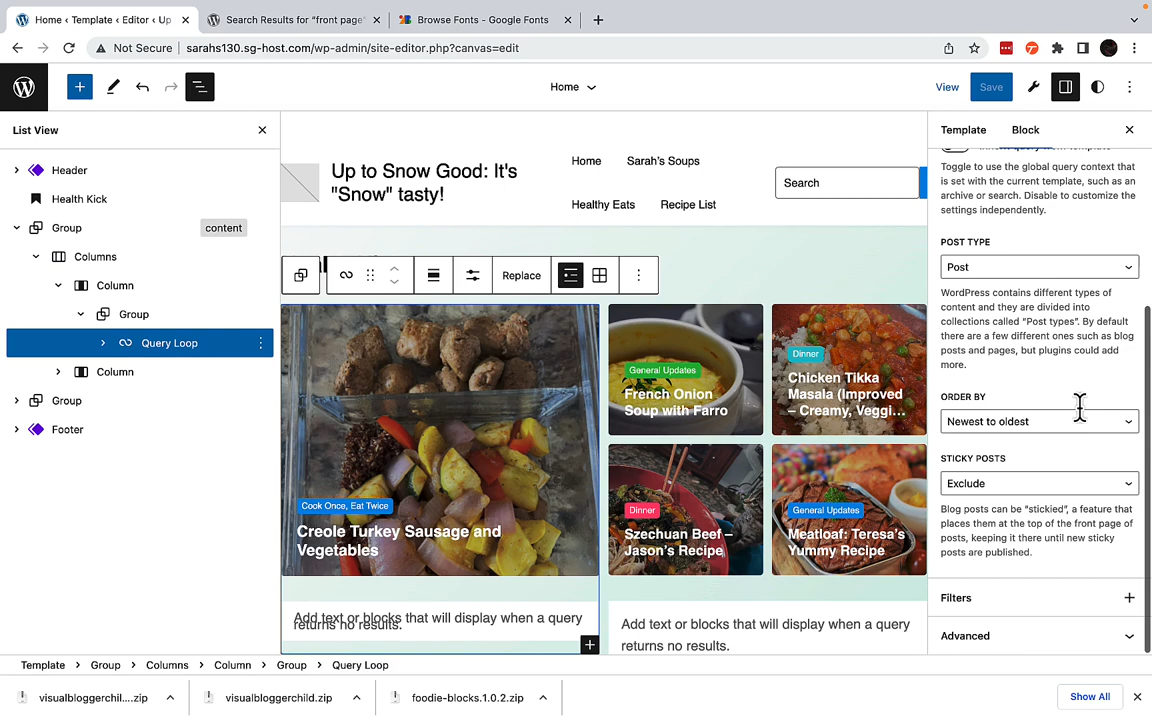 Home ‹ Template ‹ Editor ‹ Up
Search Results for "front page"
Browse Fonts - Google Fonts
Not Secure
sarahs130.sg-host.com/wp-admin/site-editor.php?canvas=edit
Home
View
Save
List View
Header
Health Kick
Group
content
Columns
Column
Group
Query Loop
Column
Group
Footer
Up to Snow Good: It's
"Snow" tasty!
Home
Sarah's Soups
Healthy Eats
Recipe List
Search
Replace
Cook Once, Eat Twice
Creole Turkey Sausage and
Vegetables
General Updates
French Onion
Soup with Farro
Dinner
Chicken Tikka
Masala (Improved
– Creamy, Veggi...
Dinner
Szechuan Beef –
Jason's Recipe
General Updates
Meatloaf: Teresa's
Yummy Recipe
Add text or blocks that will display when a query
returns no results.
Add text or blocks that will display when a query
returns no results.
Template
Block
Toggle to use the global query context that
is set with the current template, such as an
archive or search. Disable to customize the
settings independently.
POST TYPE
Post
WordPress contains different types of
content and they are divided into
collections called "Post types". By default
there are a few different ones such as blog
posts and pages, but plugins could add
more.
ORDER BY
Newest to oldest
STICKY POSTS
Exclude
Blog posts can be "stickied", a feature that
places them at the top of the front page of
posts, keeping it there until new sticky
posts are published.
Filters
Advanced
Template > Group > Columns > Column > Group > Query Loop
visualbloggerchil....zip
visualbloggerchild.zip
foodie-blocks.1.0.2.zip
Show All